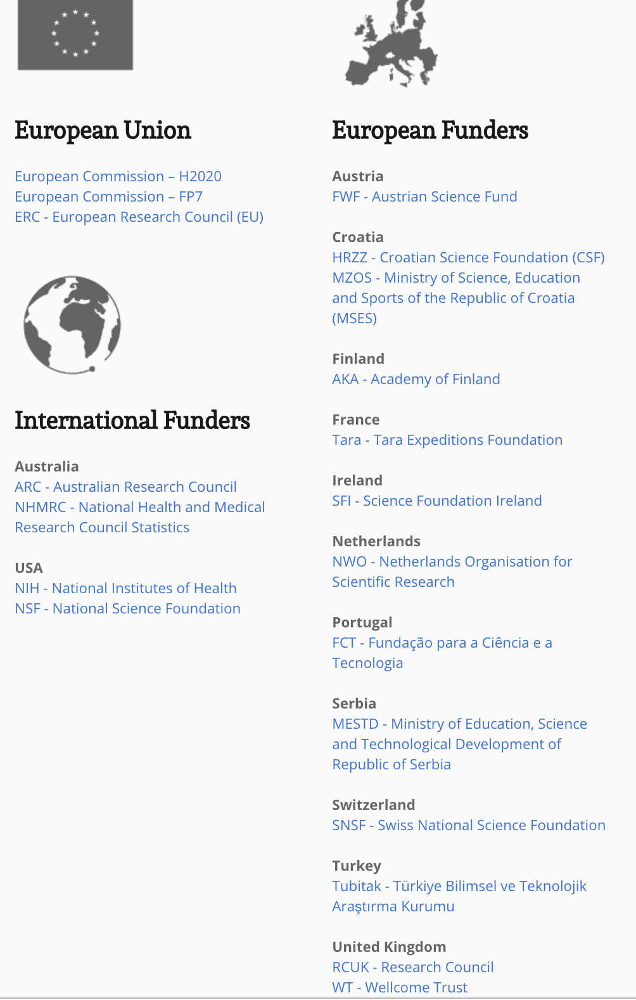 European Union
European Commission – H2020
European Commission – FP7
ERC - European Research Council (EU)
International Funders
Australia
ARC - Australian Research Council
NHMRC - National Health and Medical
Research Council Statistics
USA
NIH - National Institutes of Health
NSF - National Science Foundation
European Funders
Austria
FWF - Austrian Science Fund
Croatia
HRZZ - Croatian Science Foundation (CSF)
MZOS - Ministry of Science, Education
and Sports of the Republic of Croatia
(MSES)
Finland
AKA - Academy of Finland
France
Tara - Tara Expeditions Foundation
Ireland
SFI - Science Foundation Ireland
Netherlands
NWO - Netherlands Organisation for
Scientific Research
Portugal
FCT - Fundação para a Ciência e a
Tecnologia
Serbia
MESTD - Ministry of Education, Science
and Technological Development of
Republic of Serbia
Switzerland
SNSF - Swiss National Science Foundation
Turkey
Tubitak - Türkiye Bilimsel ve Teknolojik
Araştırma Kurumu
United Kingdom
RCUK - Research Council
WT - Wellcome Trust